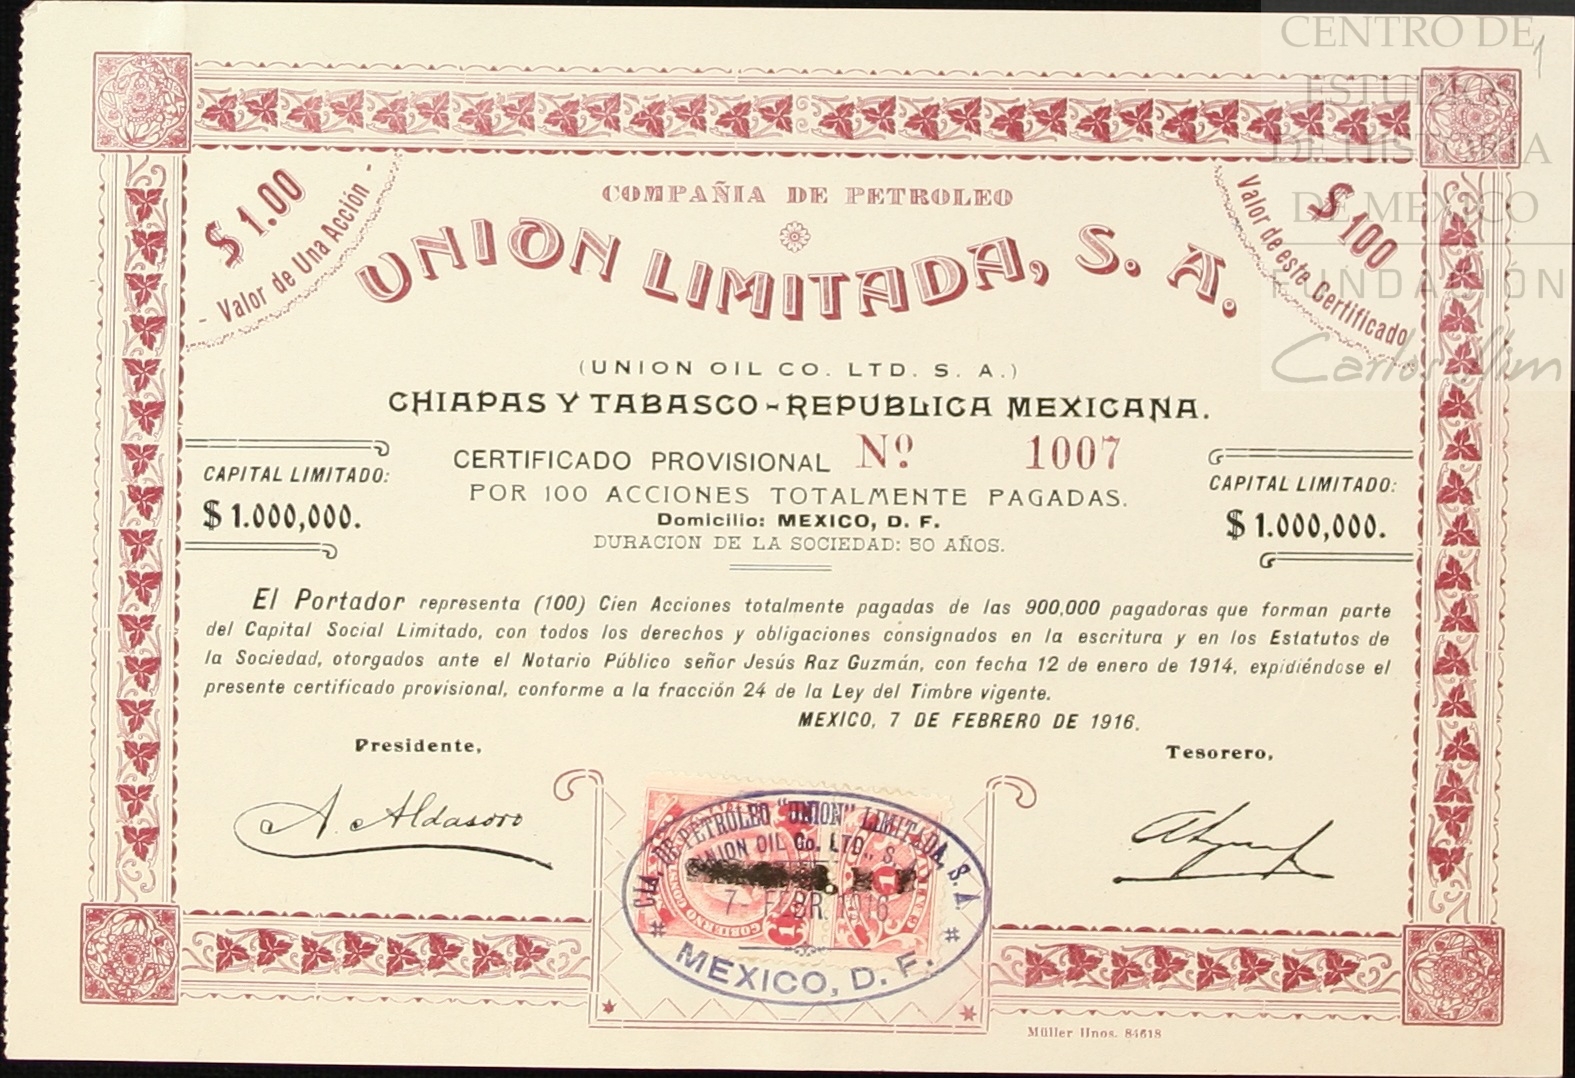 CENTRO DE
ESTUDIOS
DE HISTORIA
DE MEXICO
FUNDACIÓN
Carlos Slim
1
$ 1.00
- Valor de Una Acción -
$ 100
Valor de este Certificado
COMPAÑIA DE PETROLEO
UNION LIMITADA, S. A.
(UNION OIL CO. LTD. S. A.)
CHIAPAS Y TABASCO-REPUBLICA MEXICANA.
CERTIFICADO PROVISIONAL Nº 1007
POR 100 ACCIONES TOTALMENTE PAGADAS.
Domicilio: MEXICO, D. F.
DURACION DE LA SOCIEDAD: 50 AÑOS.
CAPITAL LIMITADO:
$ 1.000,000.
CAPITAL LIMITADO:
$ 1.000,000.
El Portador representa (100) Cien Acciones totalmente pagadas de las 900,000 pagadoras que forman parte
del Capital Social Limitado, con todos los derechos y obligaciones consignados en la escritura y en los Estatutos de
la Sociedad, otorgados ante el Notario Público señor Jesús Raz Guzmán, con fecha 12 de enero de 1914, expidiéndose el
presente certificado provisional, conforme a la fracción 24 de la Ley del Timbre vigente.
MEXICO, 7 DE FEBRERO DE 1916.
Presidente,
Tesorero,
A. Aldasoro
CIA. DE PETROLEO "UNION" LIMITADA, S. A.
UNION OIL Co. LTD., S.
7- FEBR. 1916
MEXICO, D. F.
GOBIERNO CONS
1
1
Müller Hnos. 84618